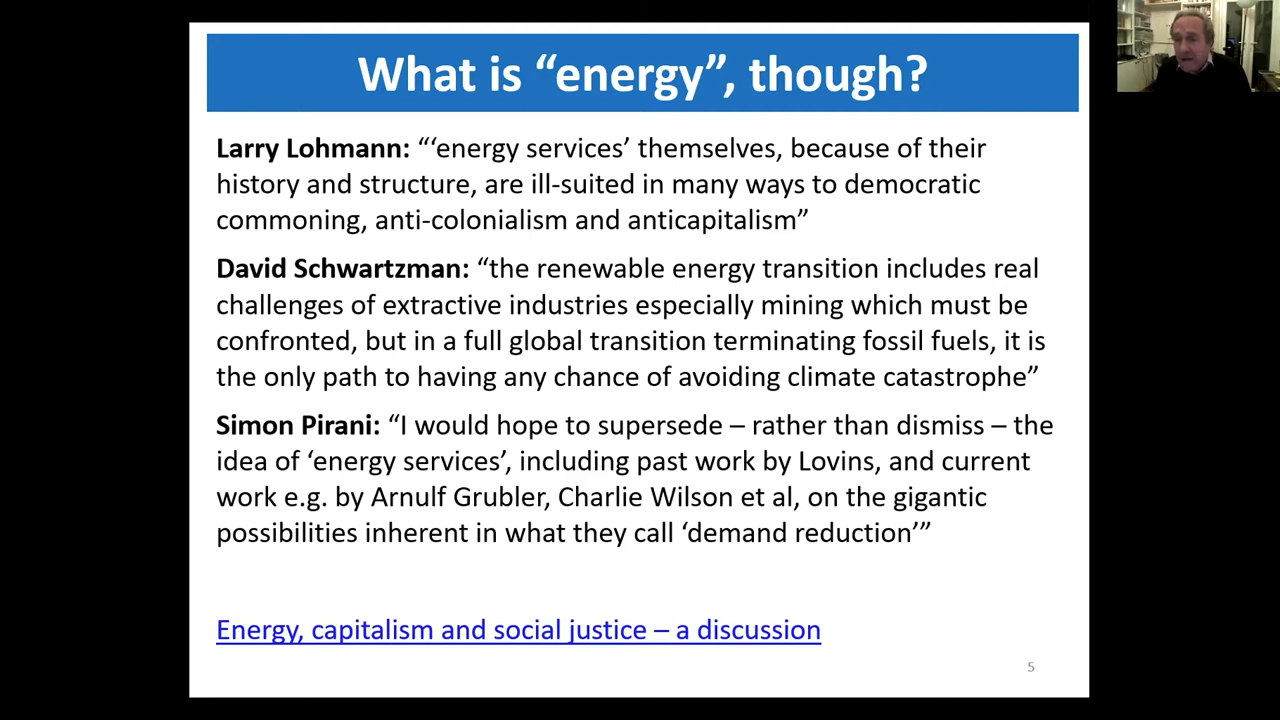 What is “energy”, though?
Larry Lohmann: “‘energy services’ themselves, because of their
history and structure, are ill-suited in many ways to democratic
commoning, anti-colonialism and anticapitalism”
David Schwartzman: “the renewable energy transition includes real
challenges of extractive industries especially mining which must be
confronted, but in a full global transition terminating fossil fuels, it is
the only path to having any chance of avoiding climate catastrophe”
Simon Pirani: “I would hope to supersede – rather than dismiss – the
idea of ‘energy services’, including past work by Lovins, and current
work e.g. by Arnulf Grubler, Charlie Wilson et al, on the gigantic
possibilities inherent in what they call ‘demand reduction’”
Energy, capitalism and social justice – a discussion
5